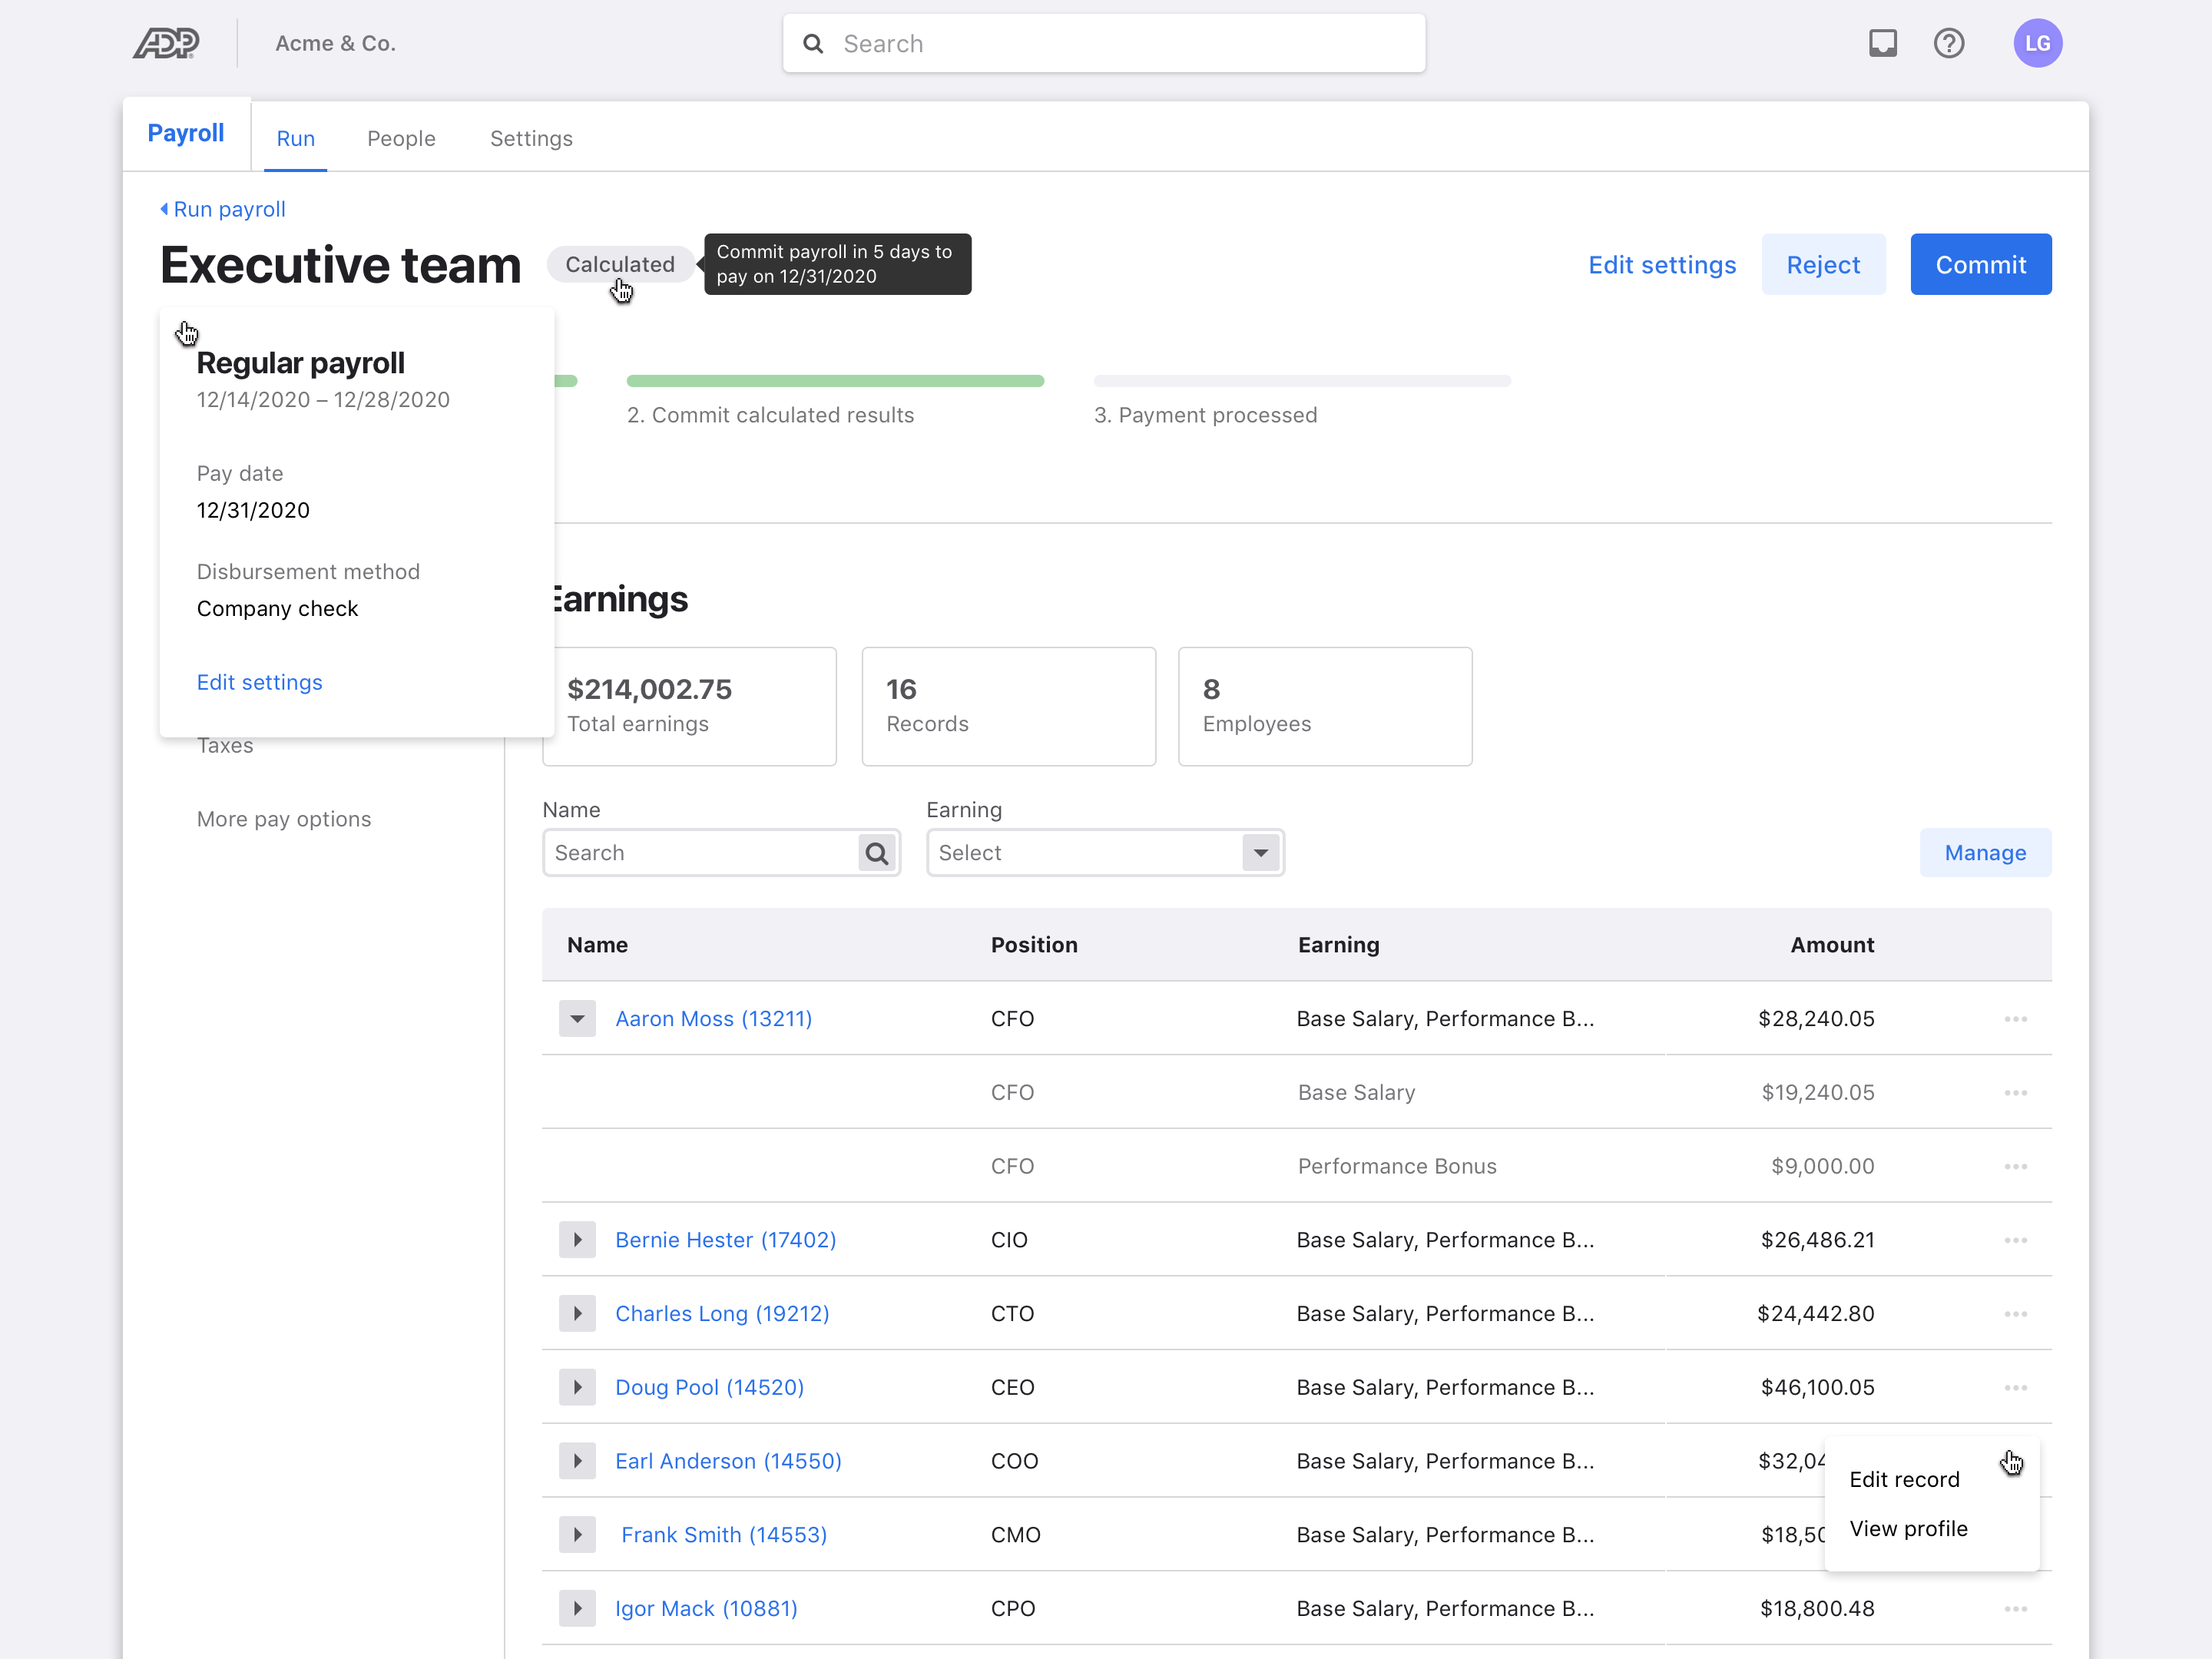 ADP
Acme & Co.
Search
LG
Payroll
Run
People
Settings
Run payroll
Executive team
Calculated
Commit payroll in 5 days to
pay on 12/31/2020
Edit settings
Reject
Commit
Regular payroll
12/14/2020 – 12/28/2020
Pay date
12/31/2020
Disbursement method
Company check
Edit settings
Taxes
More pay options
2. Commit calculated results
3. Payment processed
Earnings
$214,002.75
Total earnings
16
Records
8
Employees
Name
Search
Earning
Select
Manage
Name Position Earning Amount
Aaron Moss (13211) CFO Base Salary, Performance B... $28,240.05
CFO Base Salary $19,240.05
CFO Performance Bonus $9,000.00
Bernie Hester (17402) CIO Base Salary, Performance B... $26,486.21
Charles Long (19212) CTO Base Salary, Performance B... $24,442.80
Doug Pool (14520) CEO Base Salary, Performance B... $46,100.05
Earl Anderson (14550) COO Base Salary, Performance B...
Edit record
Frank Smith (14553) CMO Base Salary, Performance B...
View profile
Igor Mack (10881) CPO Base Salary, Performance B... $18,800.48